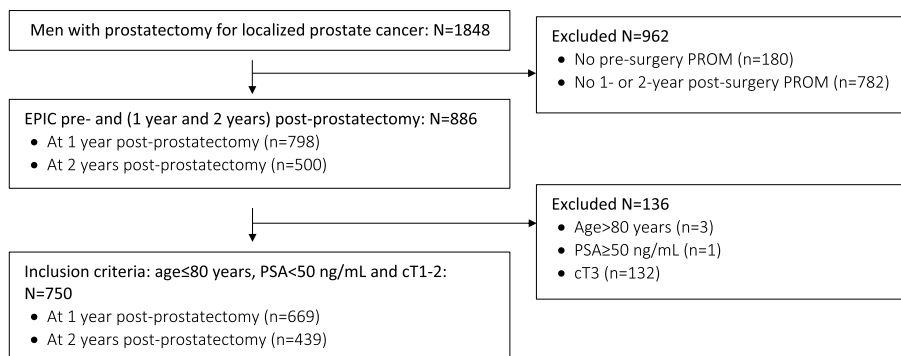 Men with prostatectomy for localized prostate cancer: N=1848
Excluded N=962
• No pre-surgery PROM (n=180)
• No 1- or 2-year post-surgery PROM (n=782)
EPIC pre- and (1 year and 2 years) post-prostatectomy: N=886
• At 1 year post-prostatectomy (n=798)
• At 2 years post-prostatectomy (n=500)
Excluded N=136
• Age>80 years (n=3)
• PSA≥50 ng/mL (n=1)
• cT3 (n=132)
Inclusion criteria: age≤80 years, PSA<50 ng/mL and cT1-2:
N=750
• At 1 year post-prostatectomy (n=669)
• At 2 years post-prostatectomy (n=439)